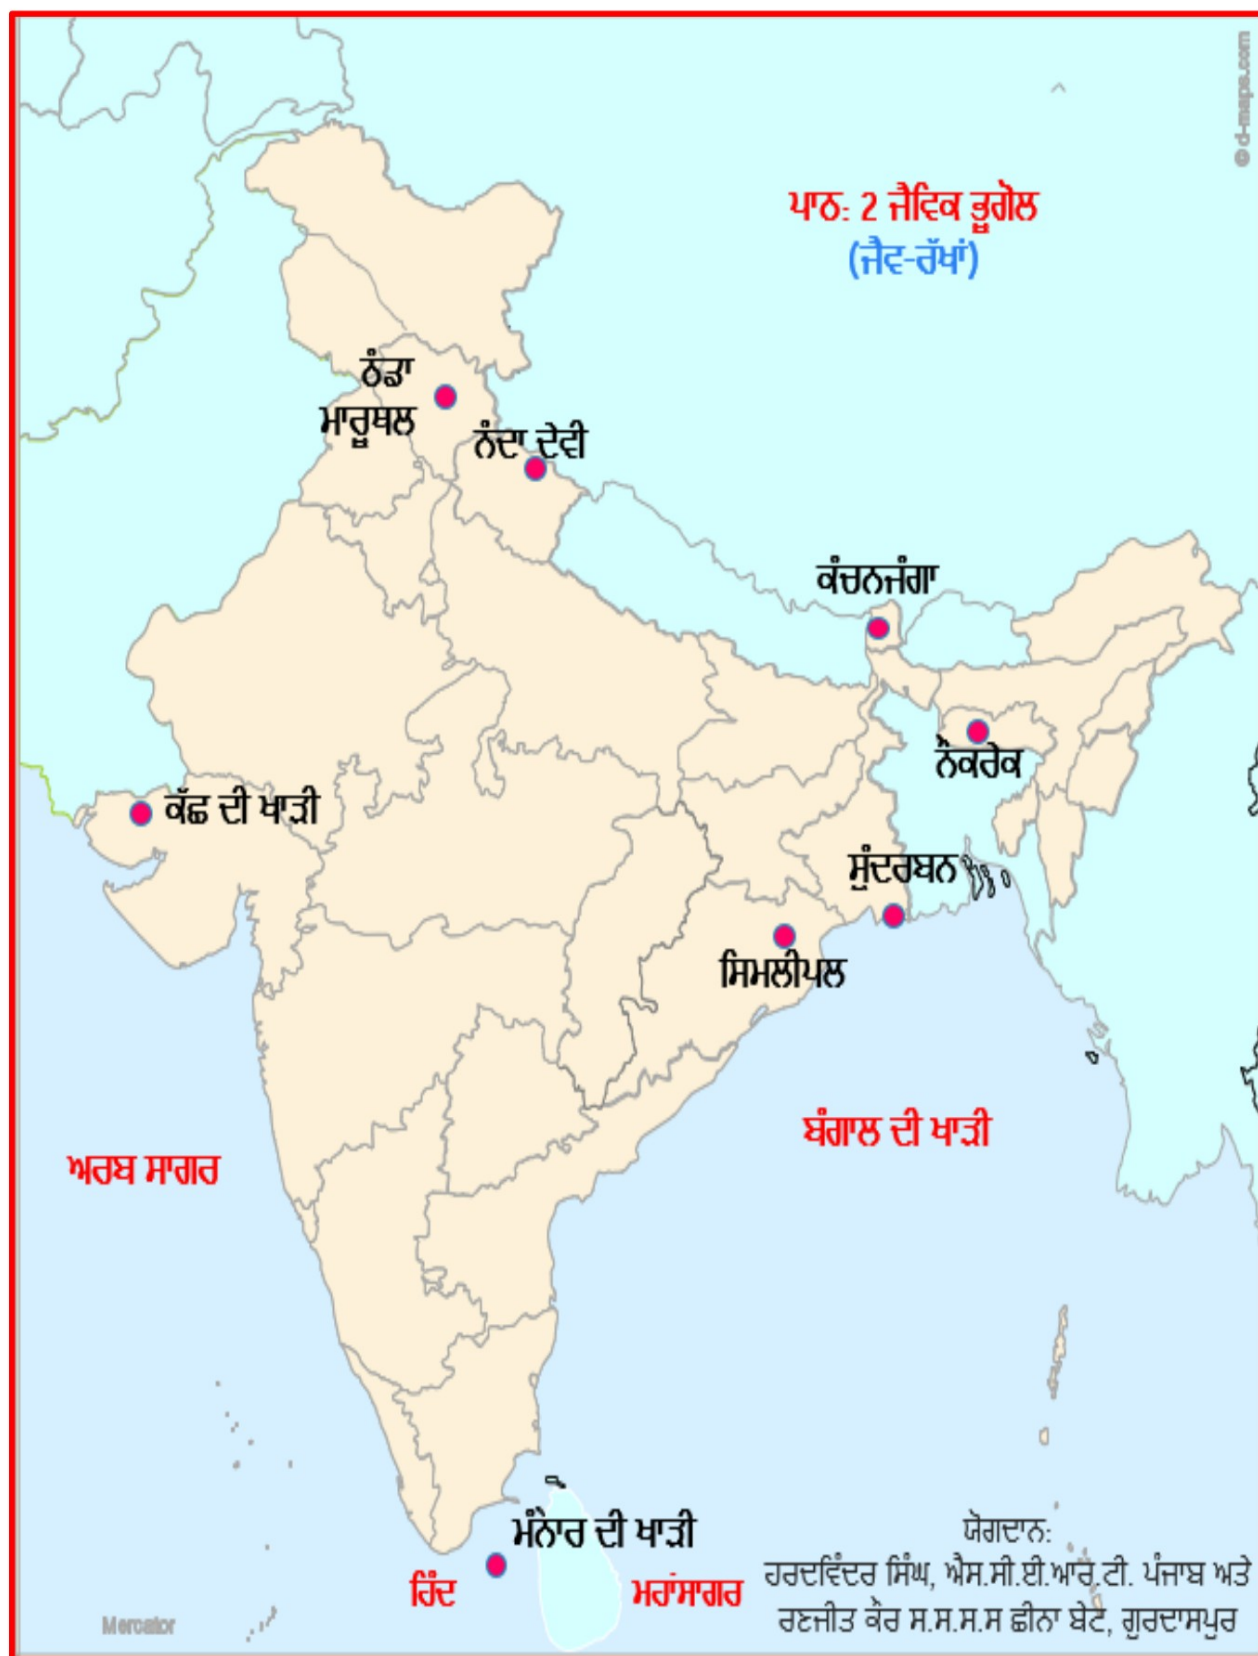 © d-maps.com
ਪਾਠ: 2 ਜੈਵਿਕ ਭੂਗੋਲ
(ਜੈਵ-ਰੱਖਾਂ)
ਠੰਡਾ
ਮਾਰੂਥਲ
ਨੰਦਾ ਦੇਵੀ
ਕੰਚਨਜੰਗਾ
ਨੌਕਰੇਕ
ਕੱਛ ਦੀ ਖਾੜੀ
ਸੁੰਦਰਬਨ
ਸਿਮਲੀਪਲ
ਬੰਗਾਲ ਦੀ ਖਾੜੀ
ਅਰਬ ਸਾਗਰ
ਮੰਨਾਰ ਦੀ ਖਾੜੀ
ਹਿੰਦ ਮਹਾਂਸਾਗਰ
ਯੋਗਦਾਨ:
ਹਰਦਵਿੰਦਰ ਸਿੰਘ, ਐਸ.ਸੀ.ਈ.ਆਰ.ਟੀ. ਪੰਜਾਬ ਅਤੇ
ਰਣਜੀਤ ਕੌਰ ਸ.ਸ.ਸ.ਸ ਛੀਨਾ ਬੇਟ, ਗੁਰਦਾਸਪੁਰ
Mercator